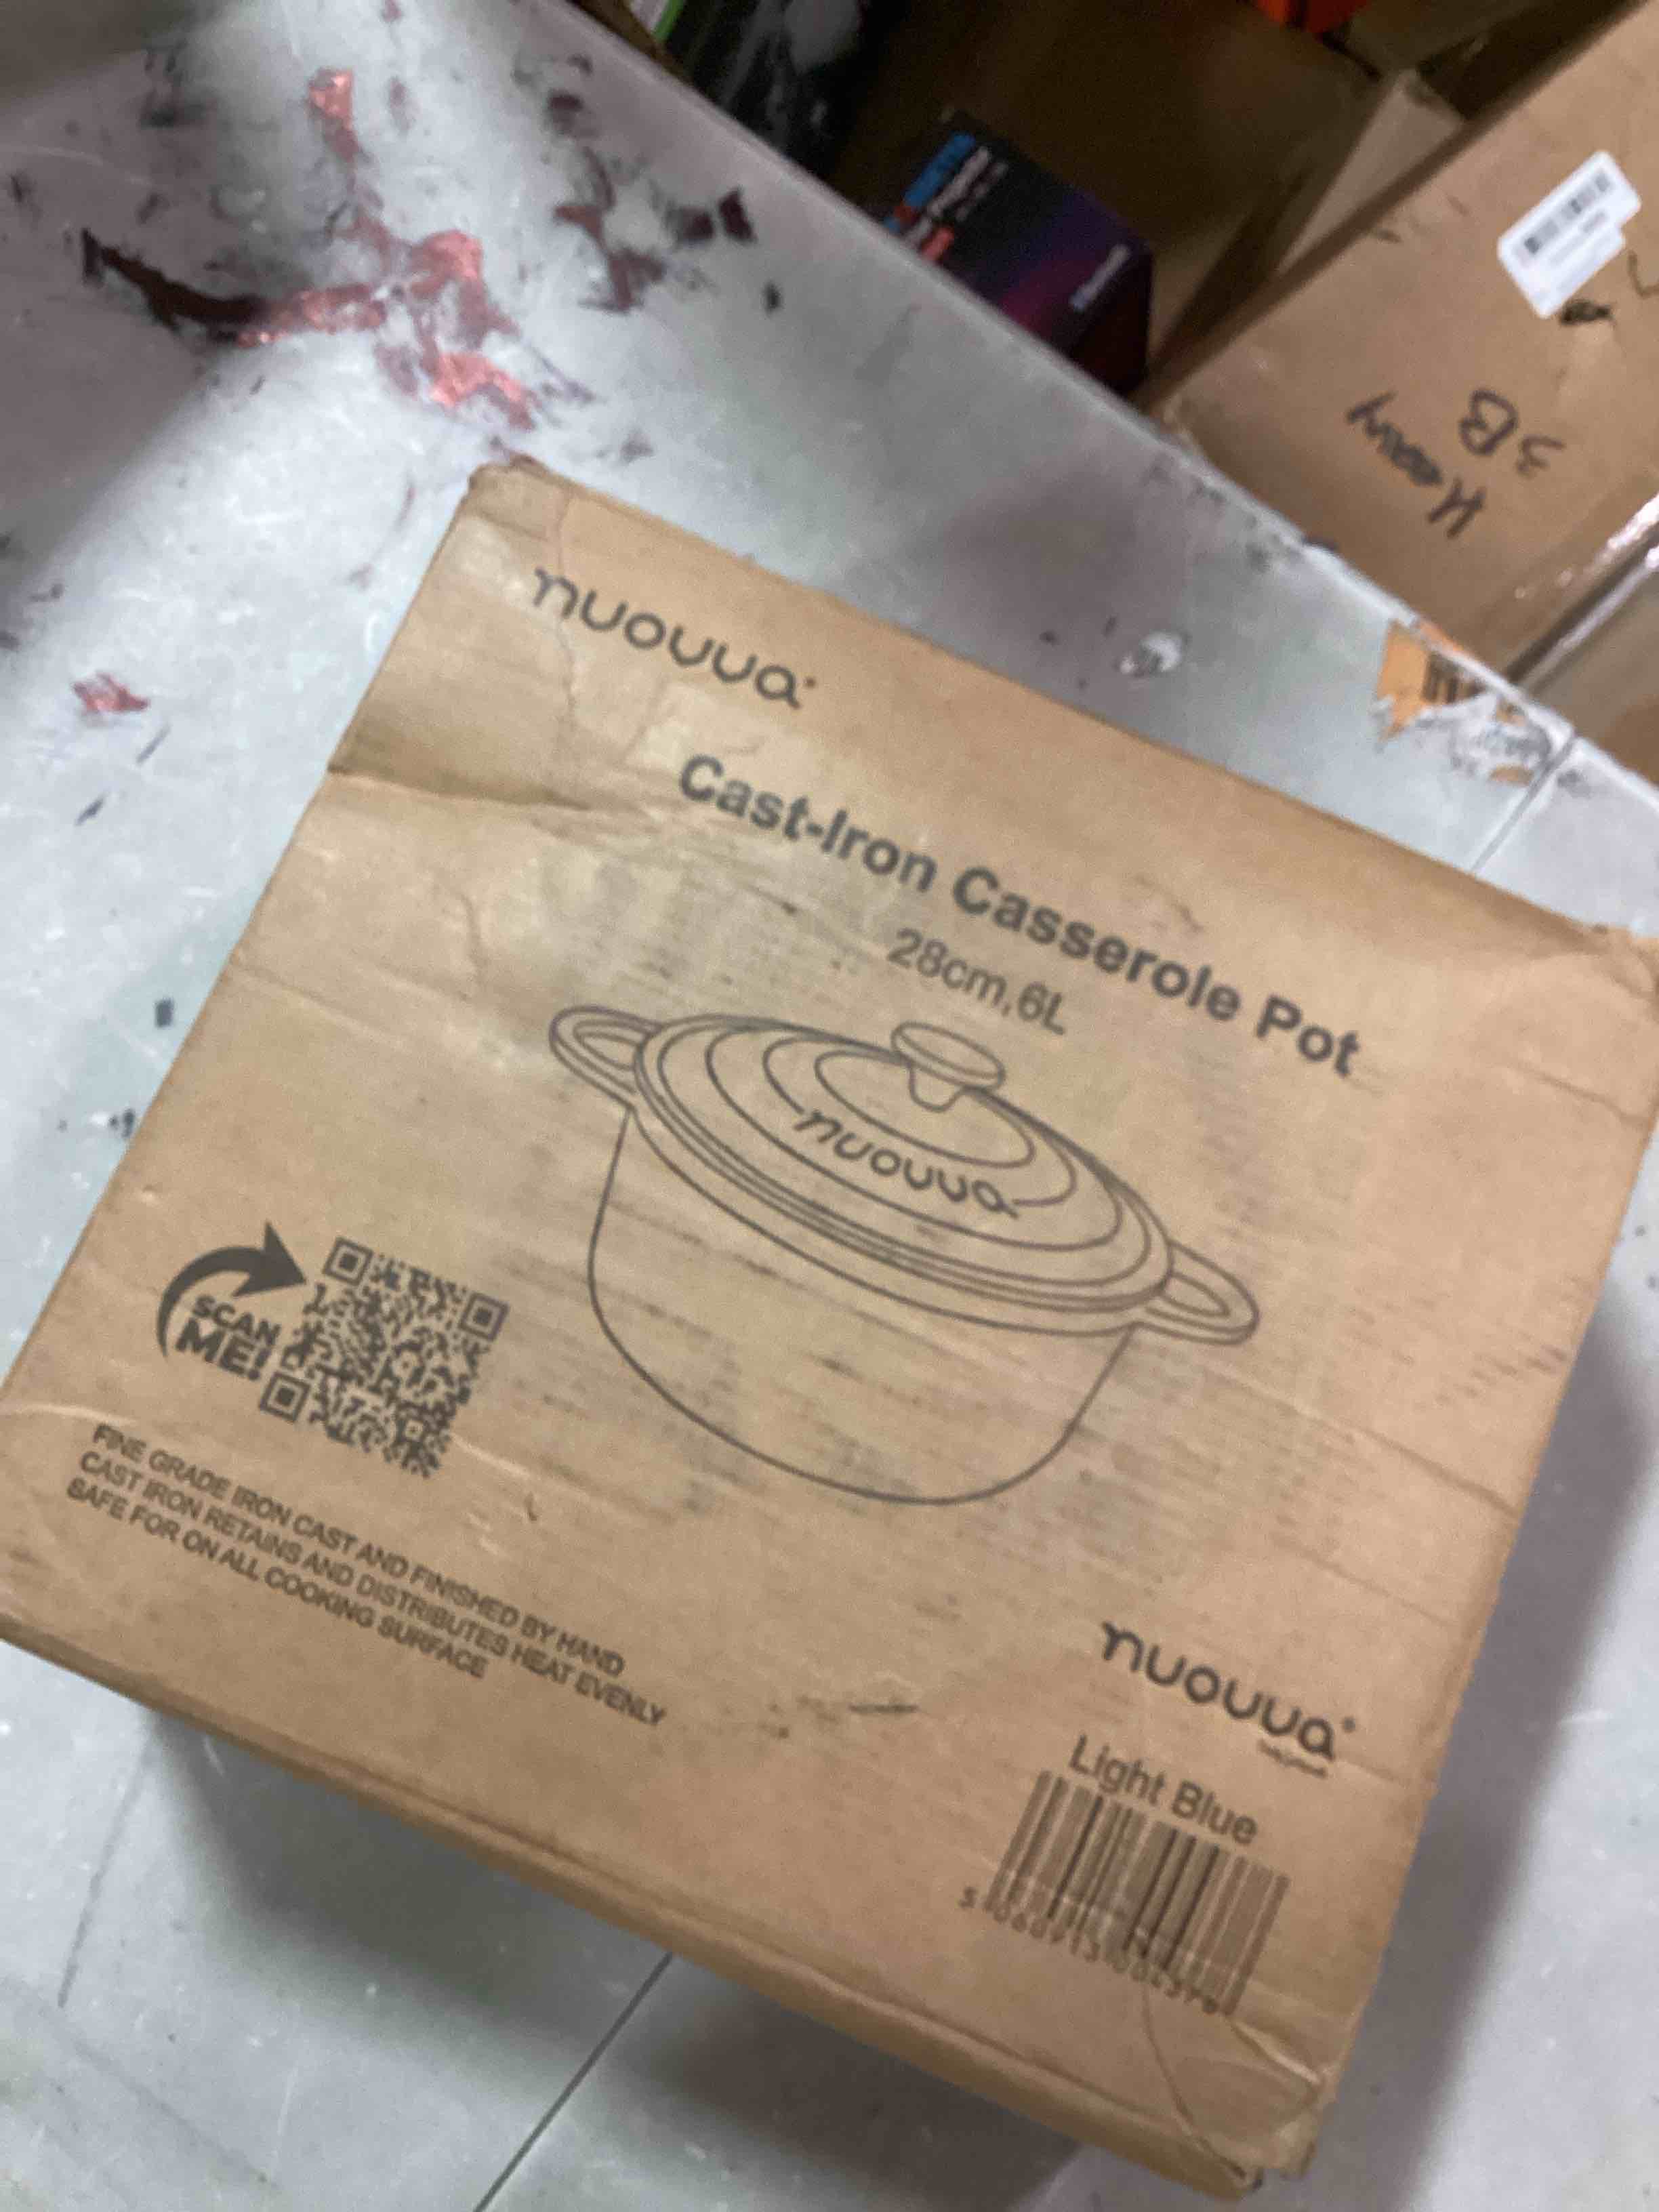 Heavy
3B
nuovva
Cast-Iron Casserole Pot
28cm,6L
nuovva
SCAN
ME!
FINE GRADE IRON CAST AND FINISHED BY HAND
CAST IRON RETAINS AND DISTRIBUTES HEAT EVENLY
SAFE FOR ON ALL COOKING SURFACE
nuovva
Light Blue